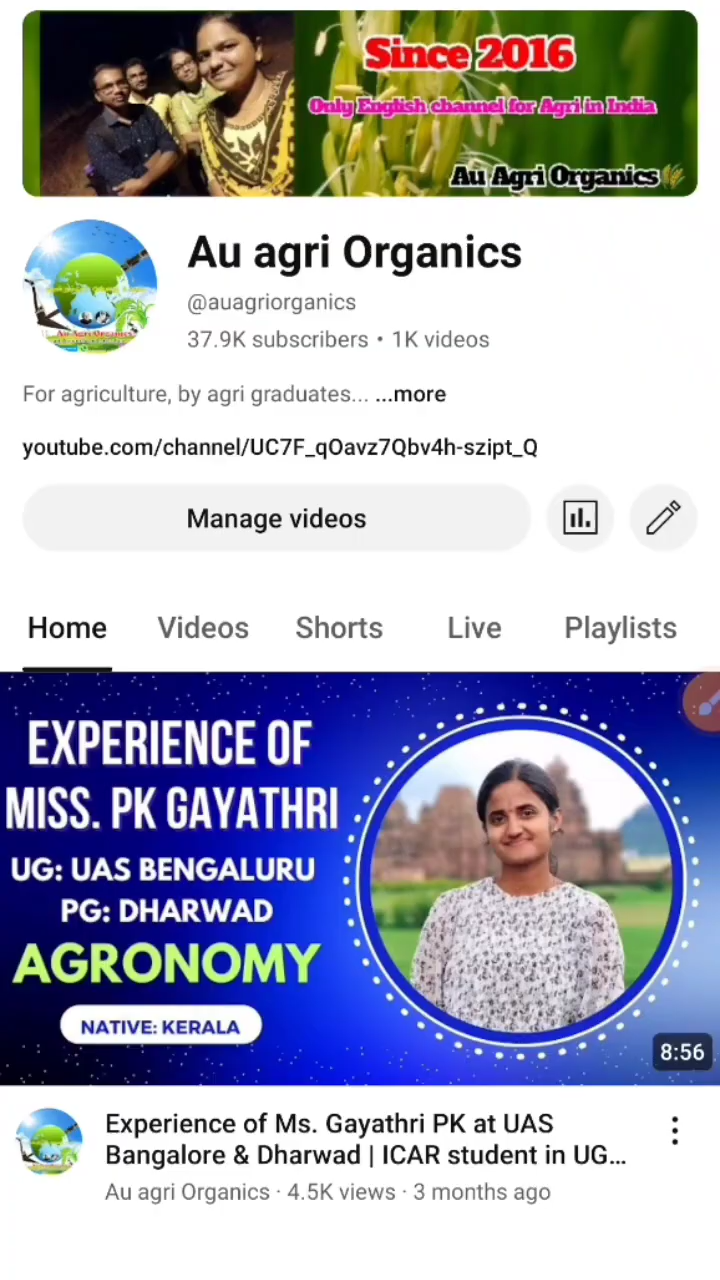 Since 2016
Only English channel for Agri in India
Au Agri Organics
Au agri Organics
@auagriorganics
37.9K subscribers • 1K videos
For agriculture, by agri graduates... ...more
youtube.com/channel/UC7F_qOavz7Qbv4h-szipt_Q
Manage videos
Home Videos Shorts Live Playlists
EXPERIENCE OF
MISS. PK GAYATHRI
UG: UAS BENGALURU
PG: DHARWAD
AGRONOMY
NATIVE: KERALA
8:56
Experience of Ms. Gayathri PK at UAS
Bangalore & Dharwad | ICAR student in UG...
Au agri Organics · 4.5K views · 3 months ago